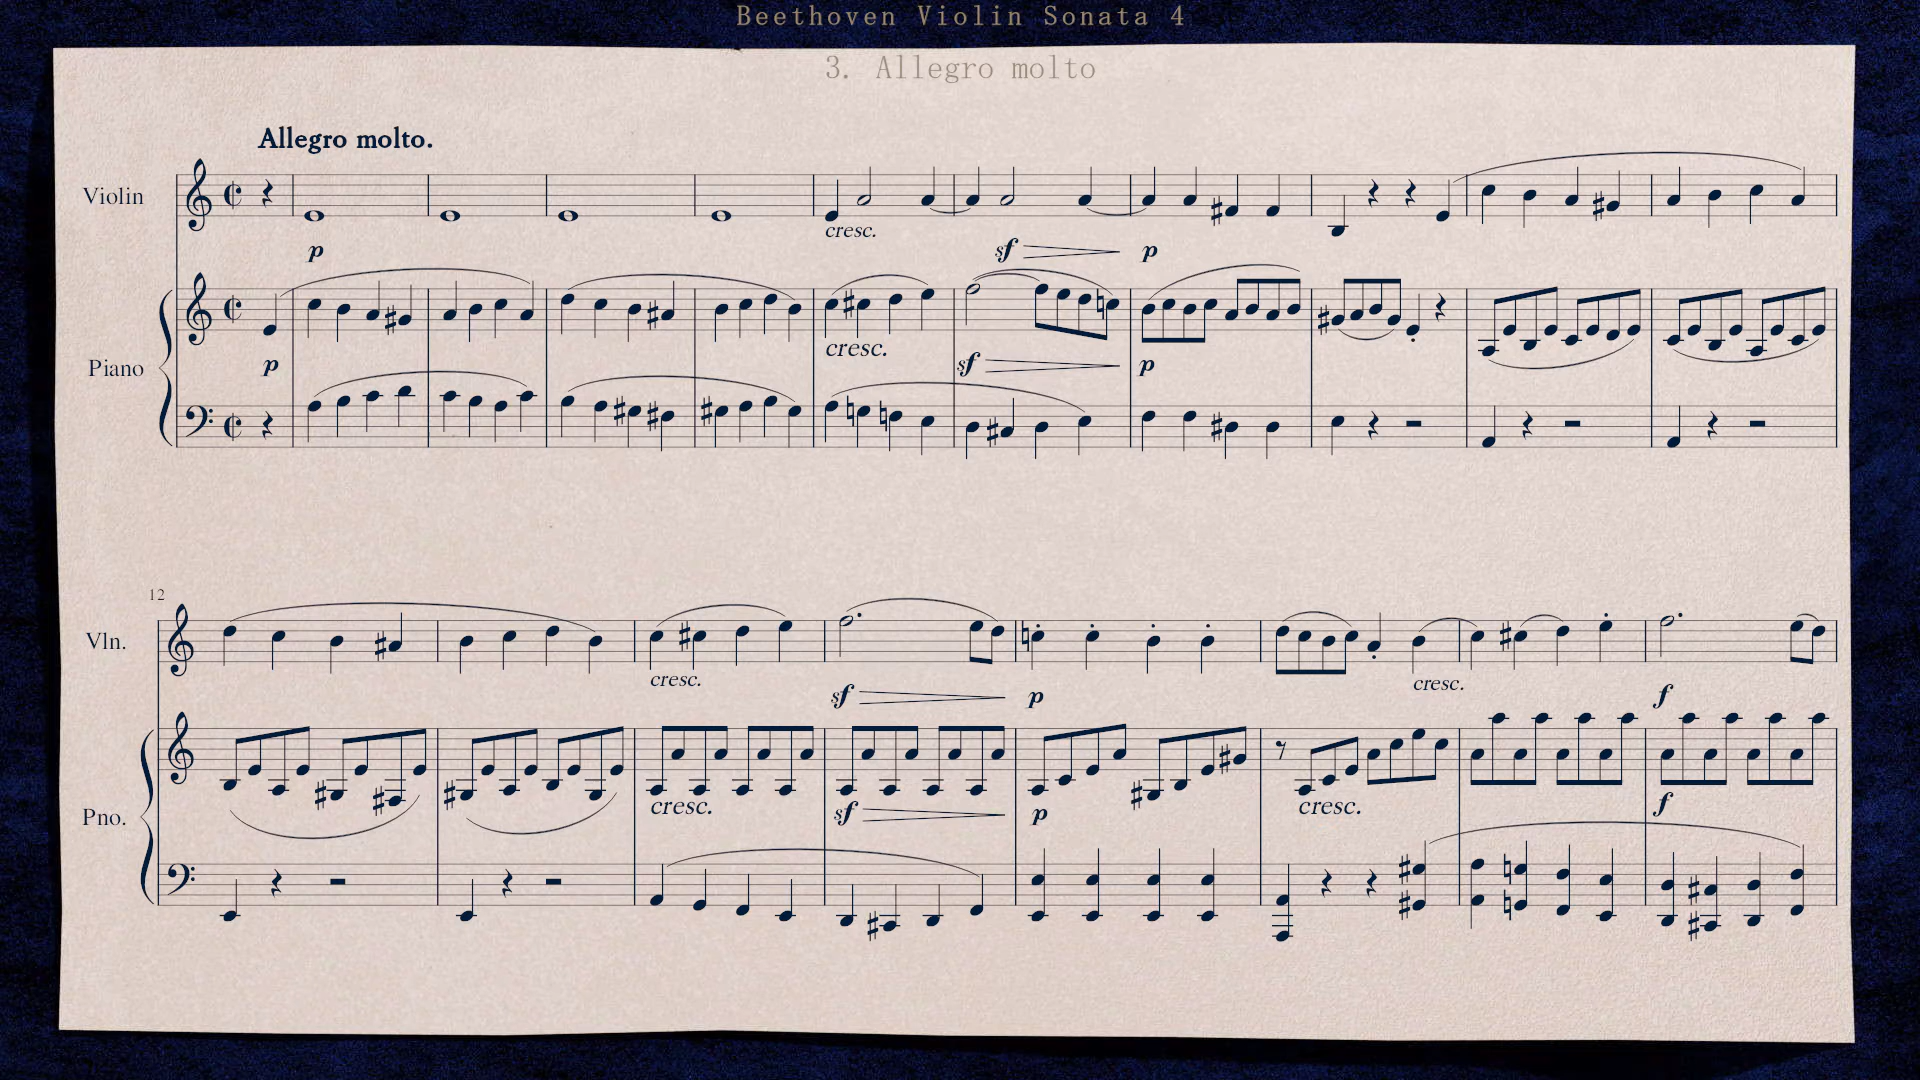 Beethoven Violin Sonata 4
3. Allegro molto
Allegro molto.
Violin
cresc.
sf
p
p
Piano
p
cresc.
sf
p
12
Vln.
cresc.
sf
p
cresc.
f
Pno.
cresc.
sf
p
cresc.
f